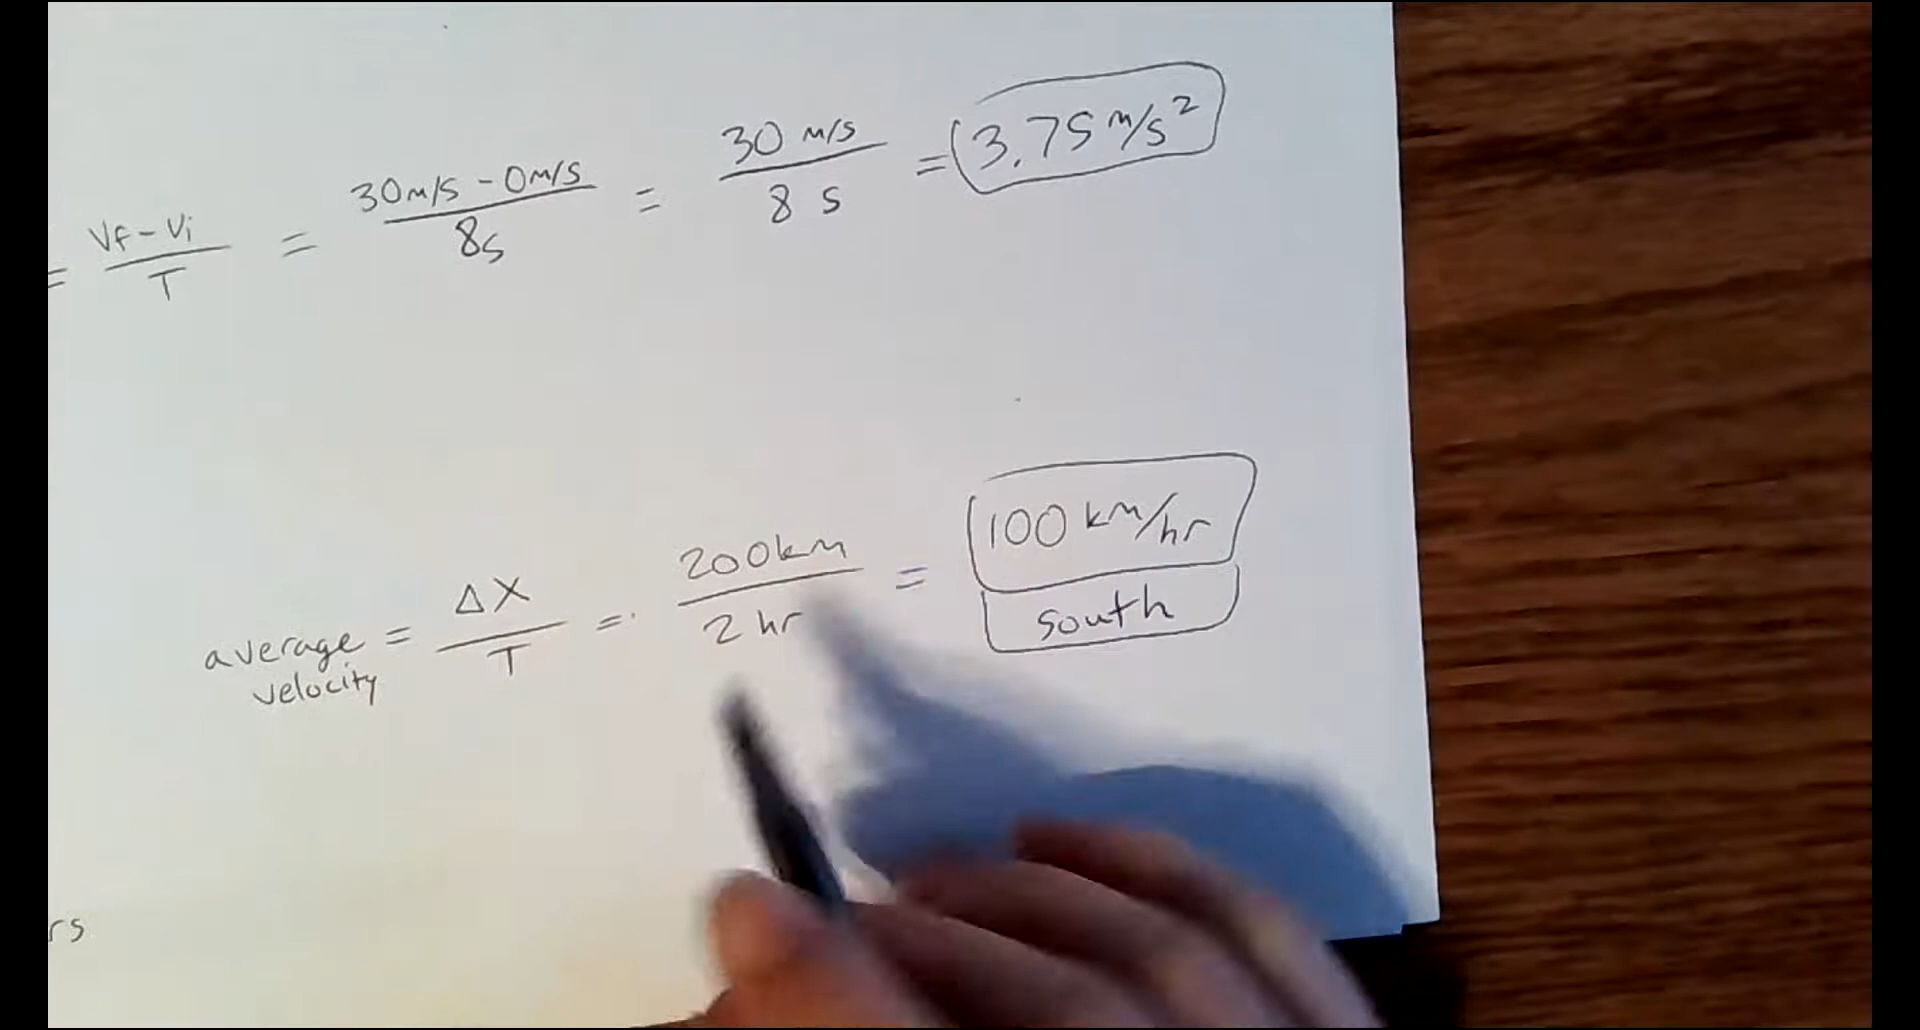 = Vf - Vi / T = 30m/s - 0m/s / 8s = 30 m/s / 8 s = 3.75 m/s²
average velocity = ΔX / T = 200km / 2 hr = 100 km/hr south
rs